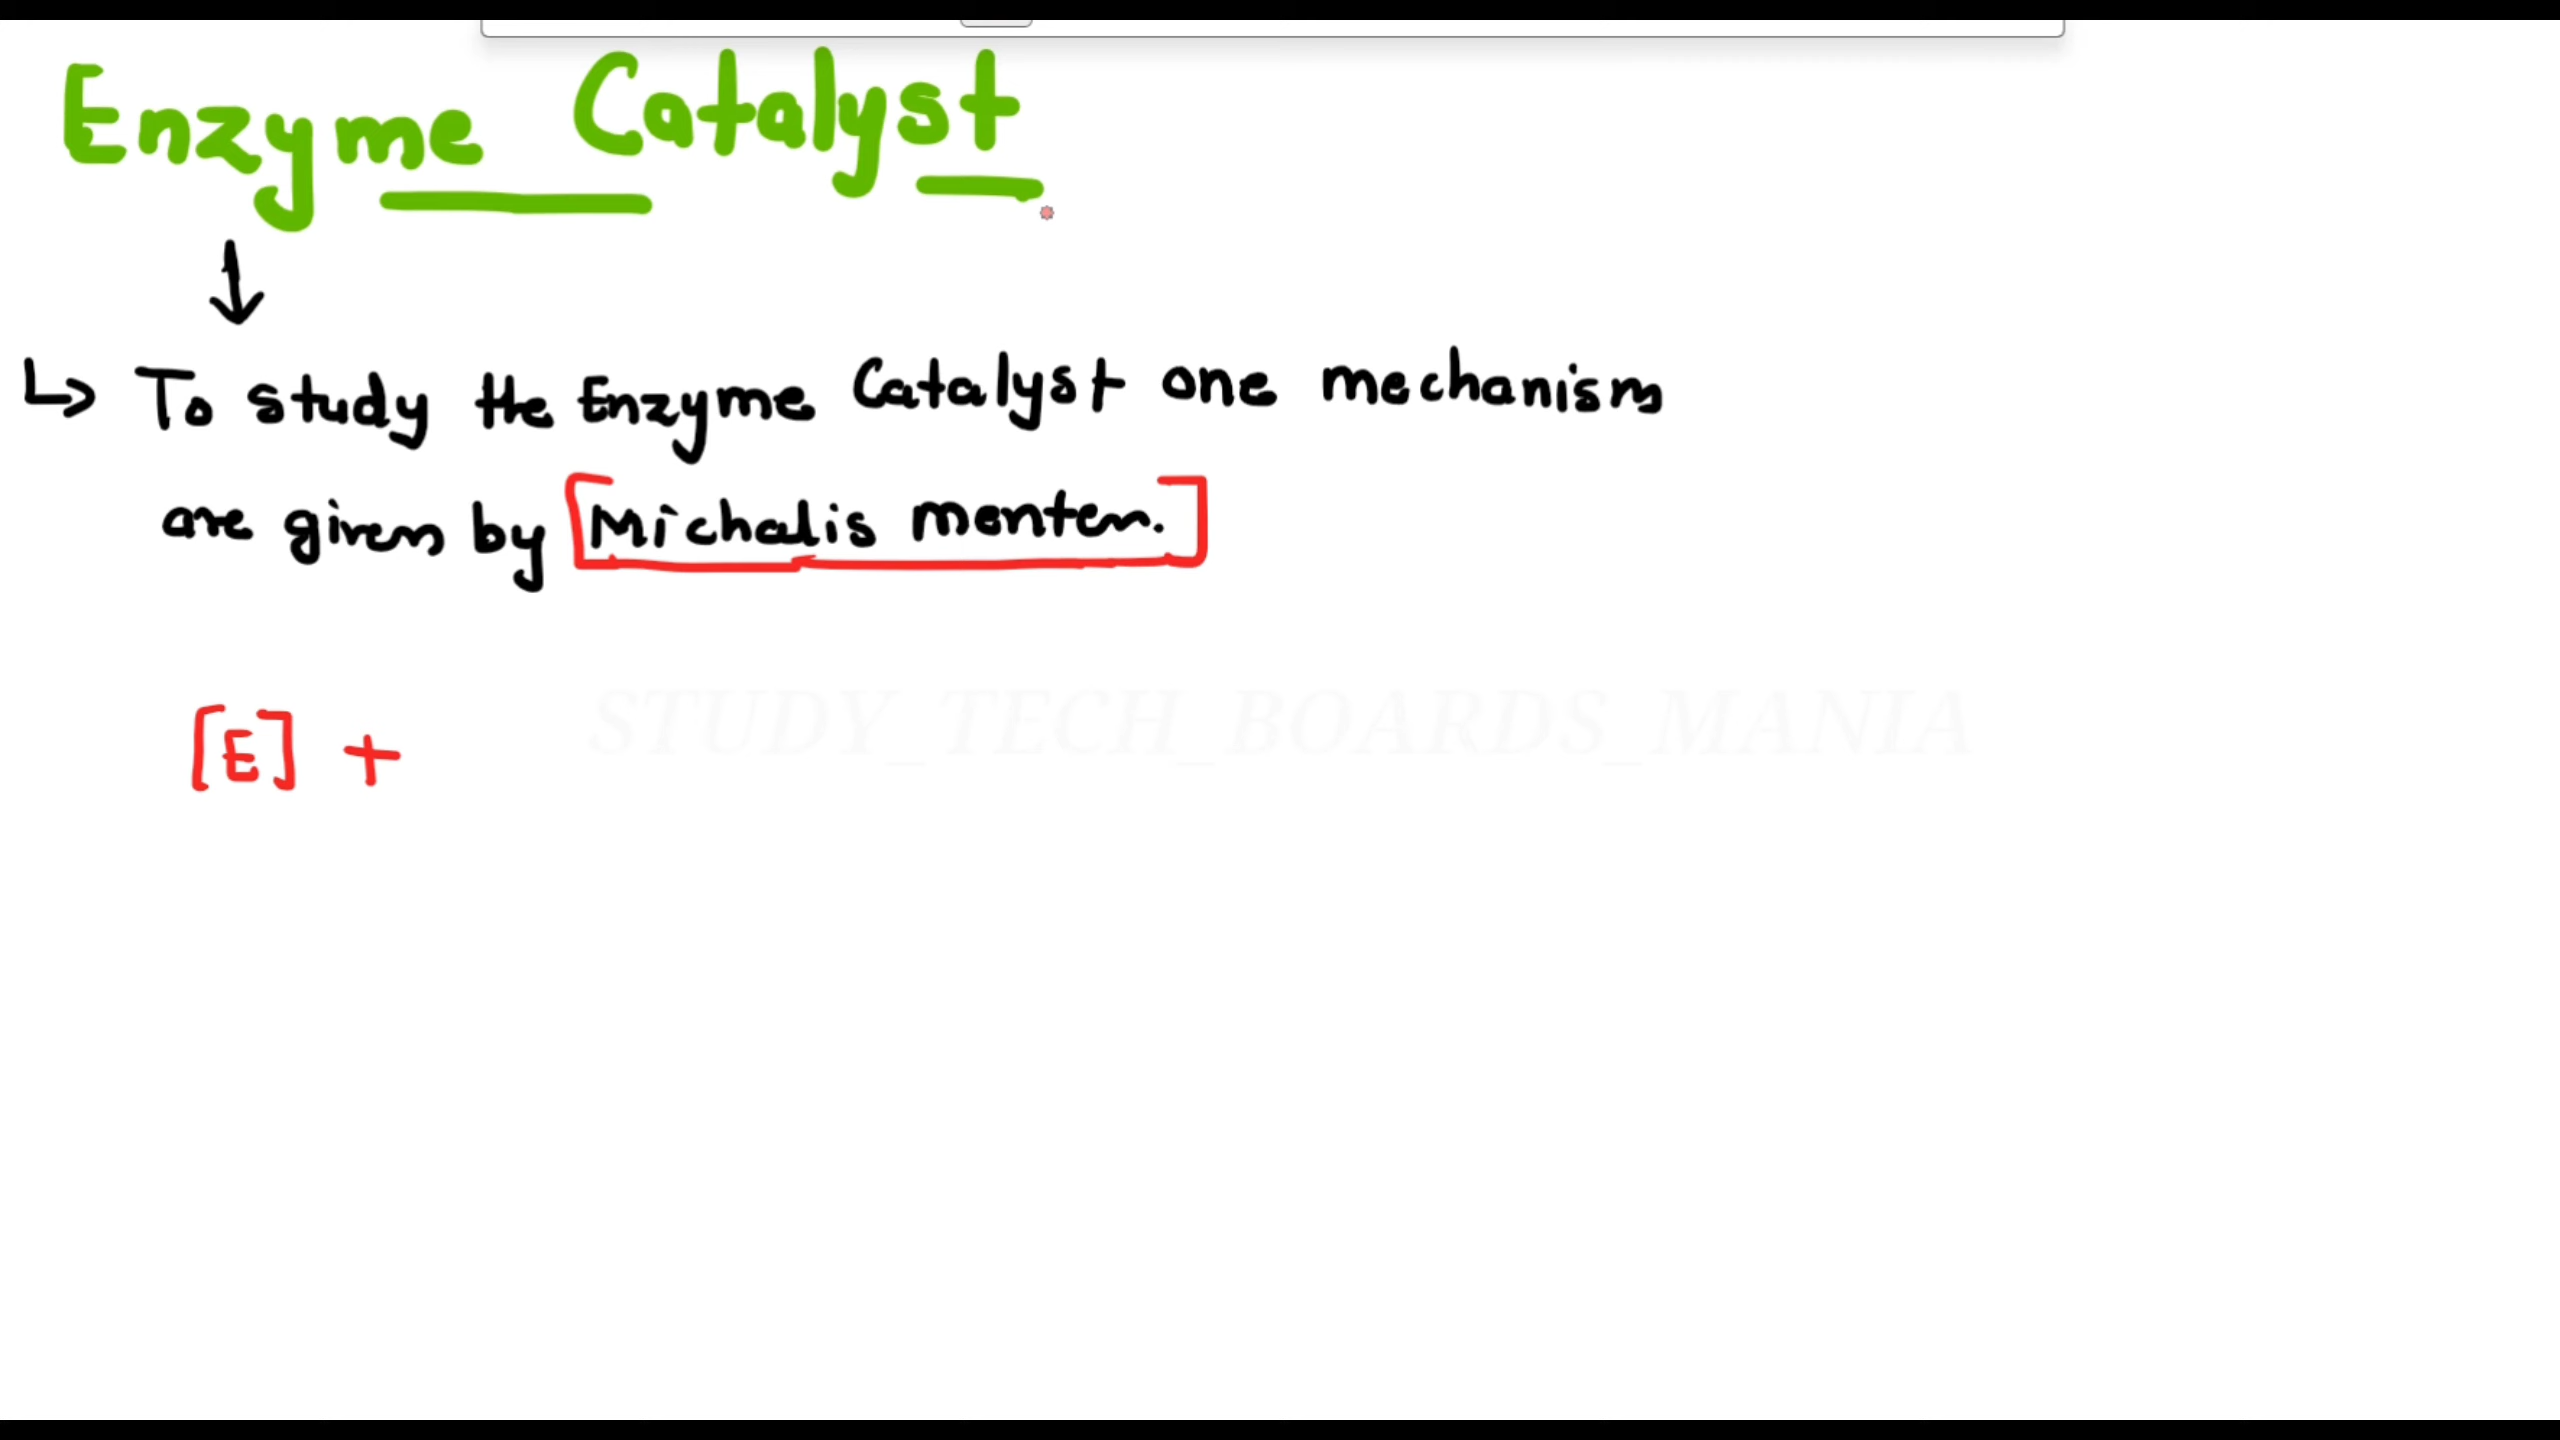 Enzyme Catalyst
To study the Enzyme Catalyst one mechanism
are given by [Michalis menten.]
[E] +
STUDY_TECH_BOARDS_MANIA